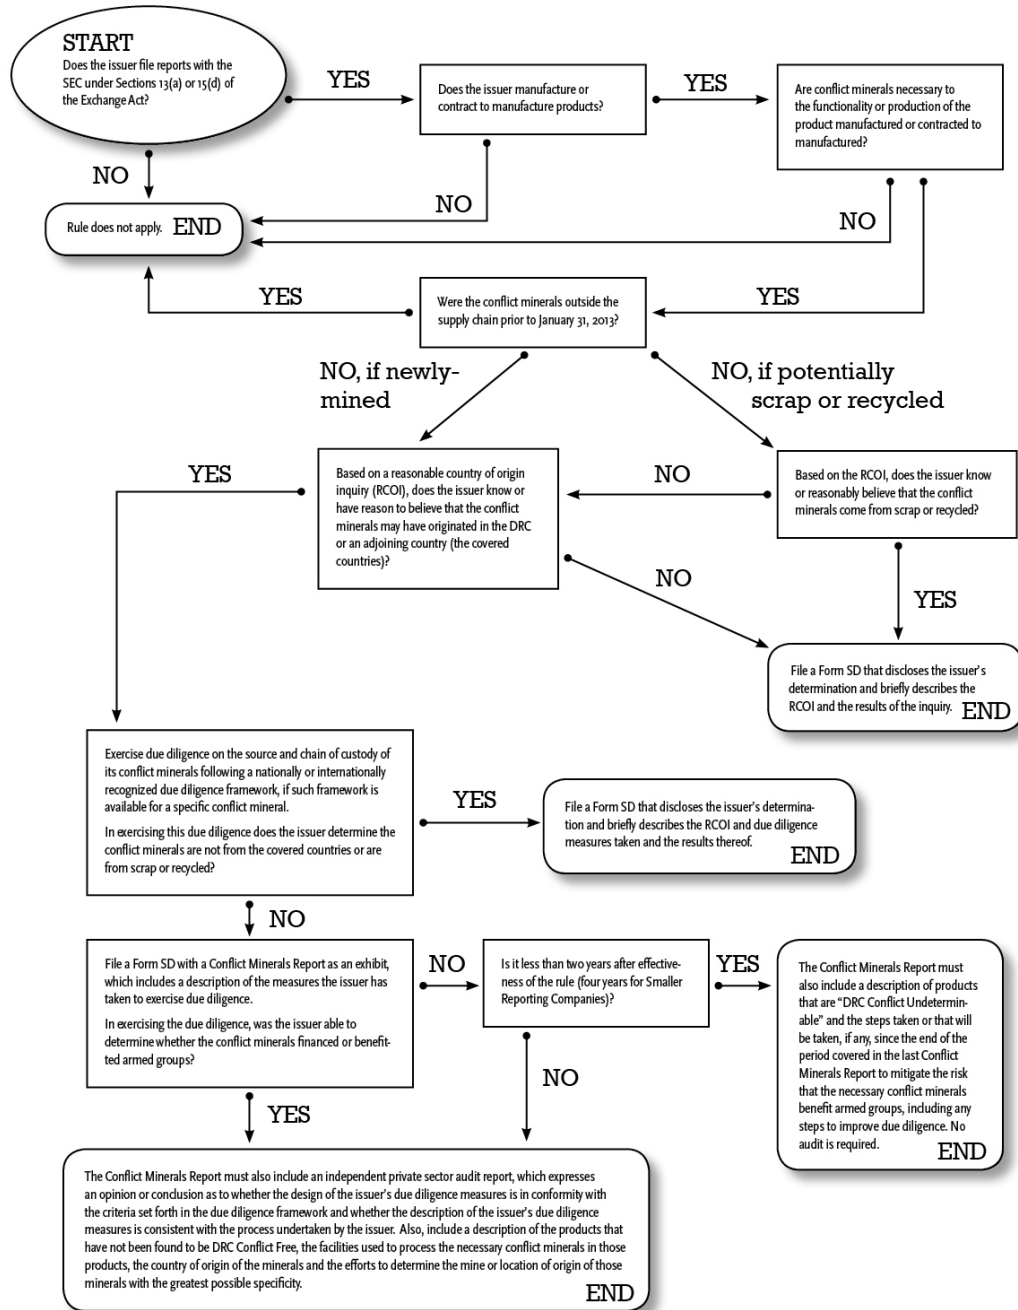 START
Does the issuer file reports with the
SEC under Sections 13(a) or 15(d) of
the Exchange Act?
YES
Does the issuer manufacture or
contract to manufacture products?
YES
Are conflict minerals necessary to
the functionality or production of the
product manufactured or contracted to
manufactured?
NO
NO
NO
Rule does not apply. END
YES
Were the conflict minerals outside the
supply chain prior to January 31, 2013?
YES
NO, if newly-
mined
NO, if potentially
scrap or recycled
YES
Based on a reasonable country of origin
inquiry (RCOI), does the issuer know or
have reason to believe that the conflict
minerals may have originated in the DRC
or an adjoining country (the covered
countries)?
NO
Based on the RCOI, does the issuer know
or reasonably believe that the conflict
minerals come from scrap or recycled?
NO
YES
File a Form SD that discloses the issuer's
determination and briefly describes the
RCOI and the results of the inquiry. END
Exercise due diligence on the source and chain of custody of
its conflict minerals following a nationally or internationally
recognized due diligence framework, if such framework is
available for a specific conflict mineral.
In exercising this due diligence does the issuer determine the
conflict minerals are not from the covered countries or are
from scrap or recycled?
YES
File a Form SD that discloses the issuer's determina-
tion and briefly describes the RCOI and due diligence
measures taken and the results thereof.
END
NO
File a Form SD with a Conflict Minerals Report as an exhibit,
which includes a description of the measures the issuer has
taken to exercise due diligence.
In exercising the due diligence, was the issuer able to
determine whether the conflict minerals financed or benefit-
ted armed groups?
NO
Is it less than two years after effective-
ness of the rule (four years for Smaller
Reporting Companies)?
YES
The Conflict Minerals Report must
also include a description of products
that are "DRC Conflict Undetermin-
able" and the steps taken or that will
be taken, if any, since the end of the
period covered in the last Conflict
Minerals Report to mitigate the risk
that the necessary conflict minerals
benefit armed groups, including any
steps to improve due diligence. No
audit is required.
END
YES
NO
The Conflict Minerals Report must also include an independent private sector audit report, which expresses
an opinion or conclusion as to whether the design of the issuer's due diligence measures is in conformity with
the criteria set forth in the due diligence framework and whether the description of the issuer's due diligence
measures is consistent with the process undertaken by the issuer. Also, include a description of the products that
have not been found to be DRC Conflict Free, the facilities used to process the necessary conflict minerals in those
products, the country of origin of the minerals and the efforts to determine the mine or location of origin of those
minerals with the greatest possible specificity.
END